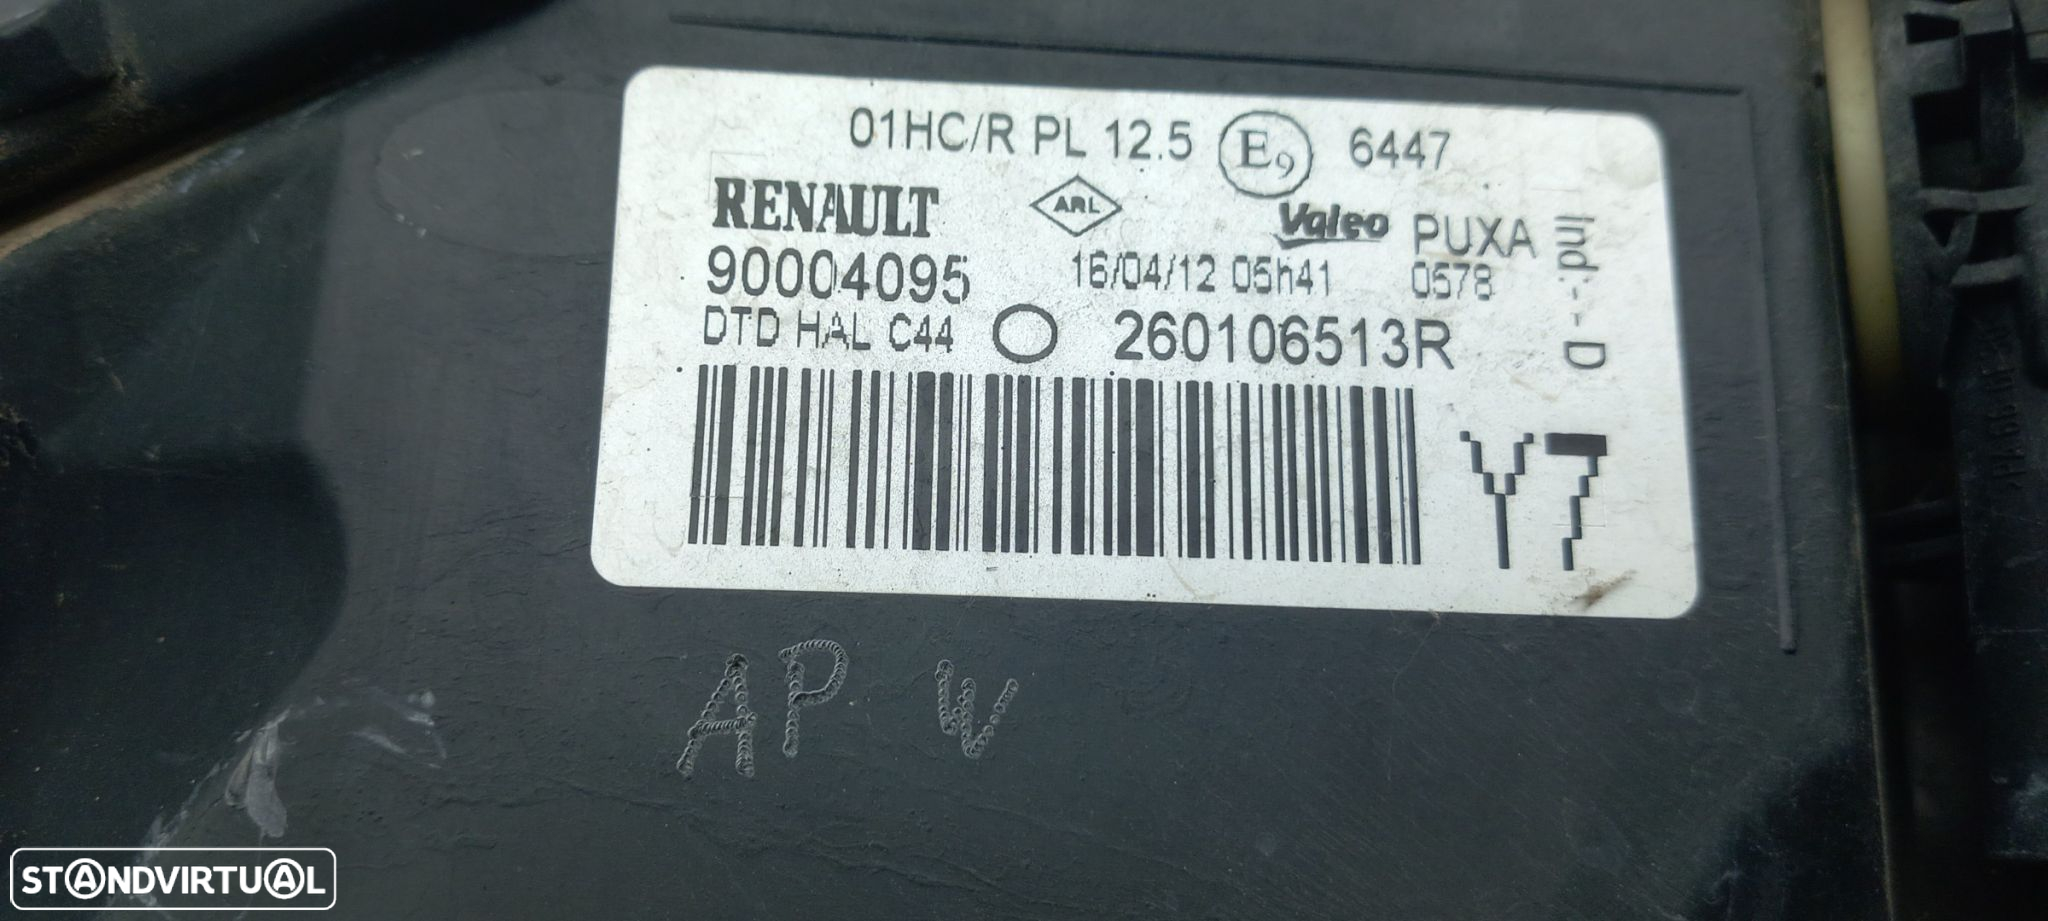 01HC/R PL 12.5 E9 6447
RENAULT ARL Valeo PUXA
90004095 16/04/12 05h41 0578
DTD HAL C44 260106513R
Ind:--D
Y7
AP W
STANDVIRTUAL